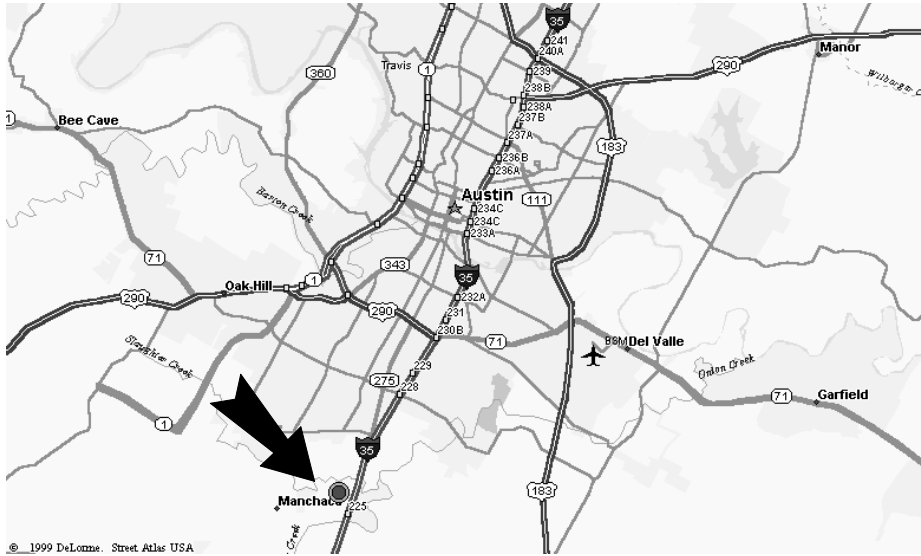 35
241
240A
Manor
290
Travis
1
239
360
238B
238A
237B
1
Bee Cave
237A
183
236B
236A
Barton Creek
Austin
111
234C
234C
233A
71
343
35
1
Oak Hill
290
232A
231
290
230B
71
Slaughter Creek
BSM
Del Valle
229
275
228
Onion Creek
71
Garfield
1
35
183
Manchaca
225
Creek
© 1999 DeLorme. Street Atlas USA